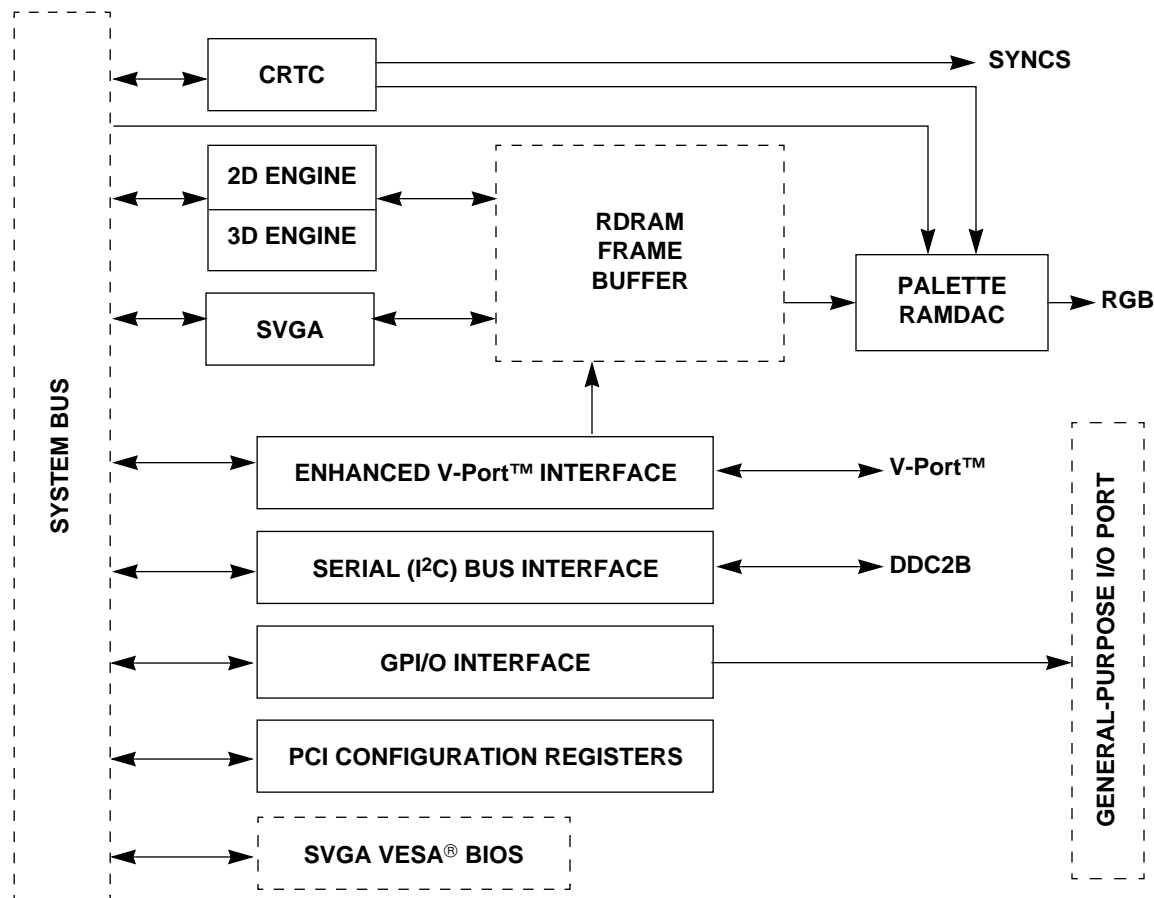 SYSTEM BUS
CRTC
SYNCS
2D ENGINE
3D ENGINE
RDRAM
FRAME
BUFFER
SVGA
PALETTE
RAMDAC
RGB
ENHANCED V-Port™ INTERFACE
V-Port™
SERIAL (I²C) BUS INTERFACE
DDC2B
GPI/O INTERFACE
GENERAL-PURPOSE I/O PORT
PCI CONFIGURATION REGISTERS
SVGA VESA® BIOS